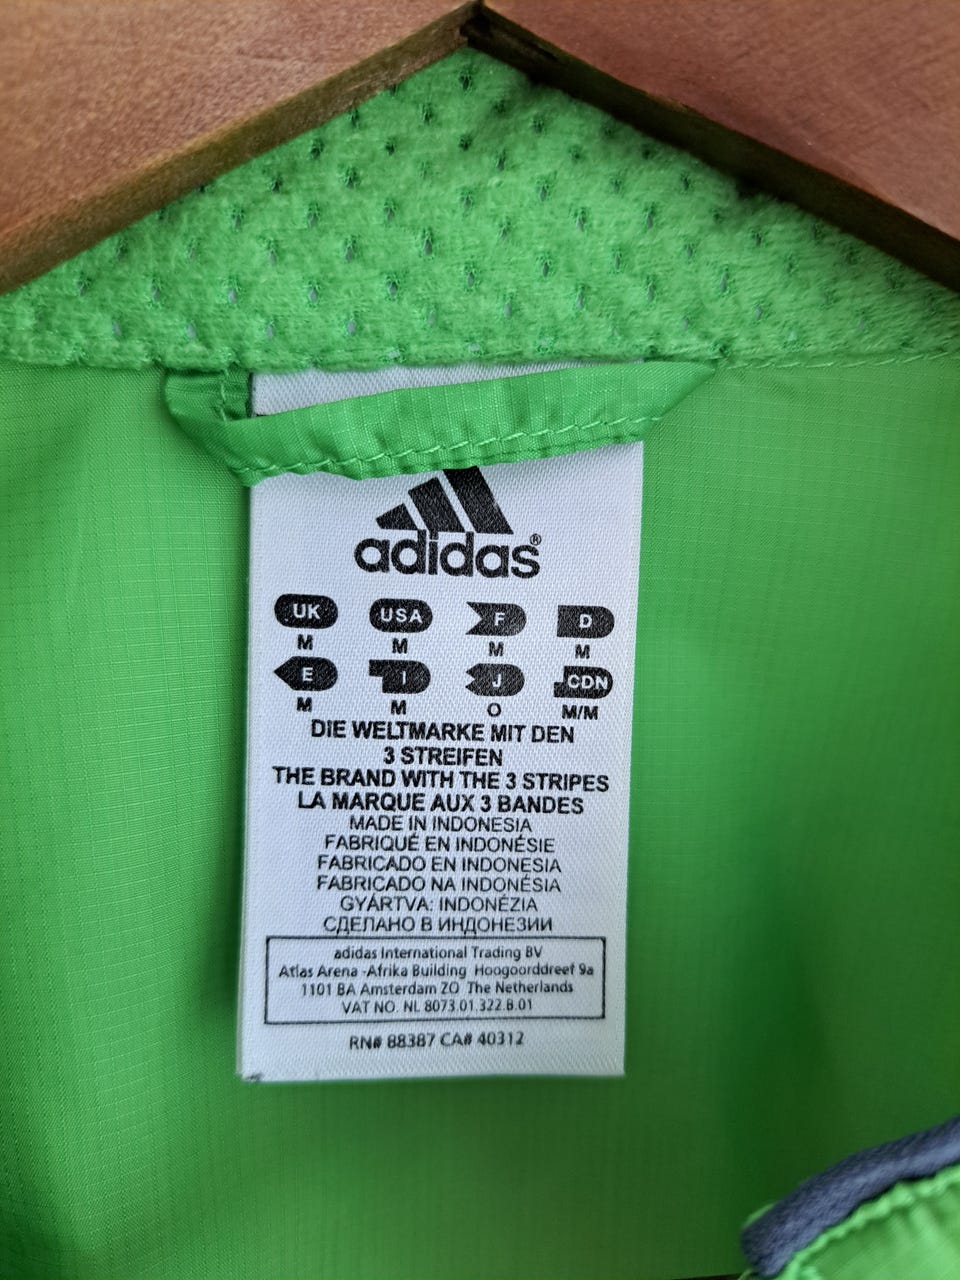 adidas®
UK USA F D
M M M M
E I J CDN
M M O M/M
DIE WELTMARKE MIT DEN
3 STREIFEN
THE BRAND WITH THE 3 STRIPES
LA MARQUE AUX 3 BANDES
MADE IN INDONESIA
FABRIQUÉ EN INDONÉSIE
FABRICADO EN INDONESIA
FABRICADO NA INDONÉSIA
GYÁRTVA: INDONÉZIA
СДЕЛАНО В ИНДОНЕЗИИ
adidas International Trading BV
Atlas Arena -Afrika Building Hoogoorddreef 9a
1101 BA Amsterdam ZO The Netherlands
VAT NO. NL 8073.01.322.B.01
RN# 88387 CA# 40312